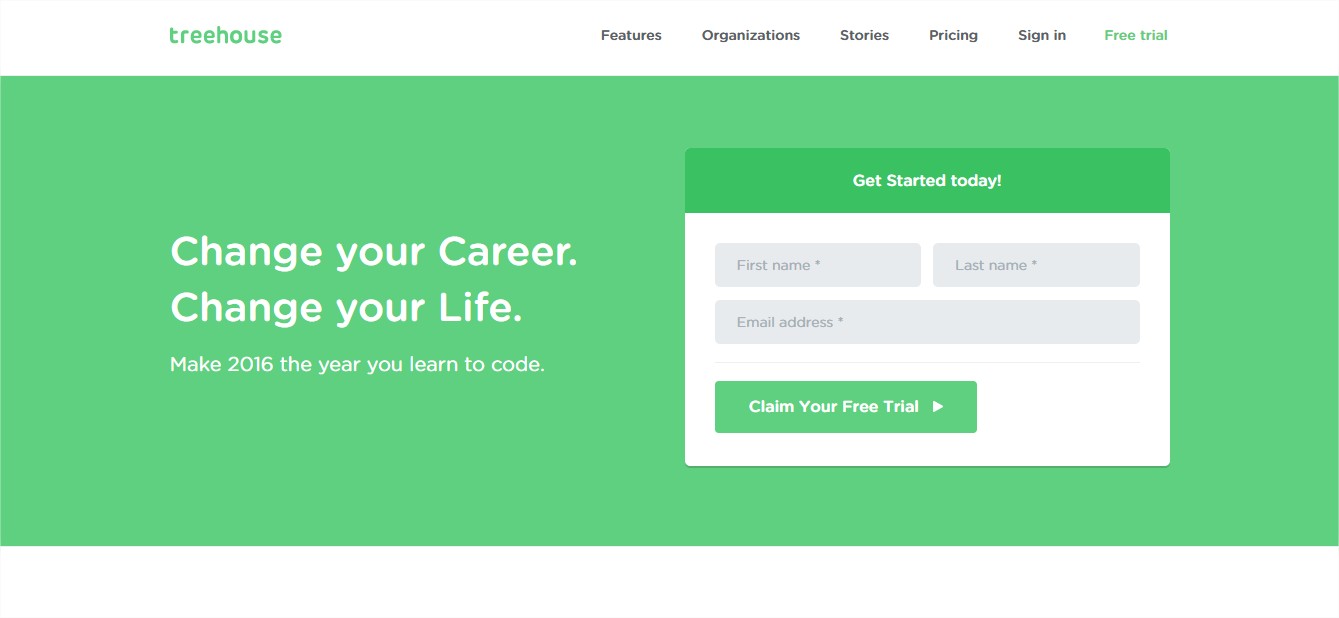 treehouse
Features
Organizations
Stories
Pricing
Sign in
Free trial
Change your Career.
Change your Life.
Make 2016 the year you learn to code.
Get Started today!
First name *
Last name *
Email address *
Claim Your Free Trial